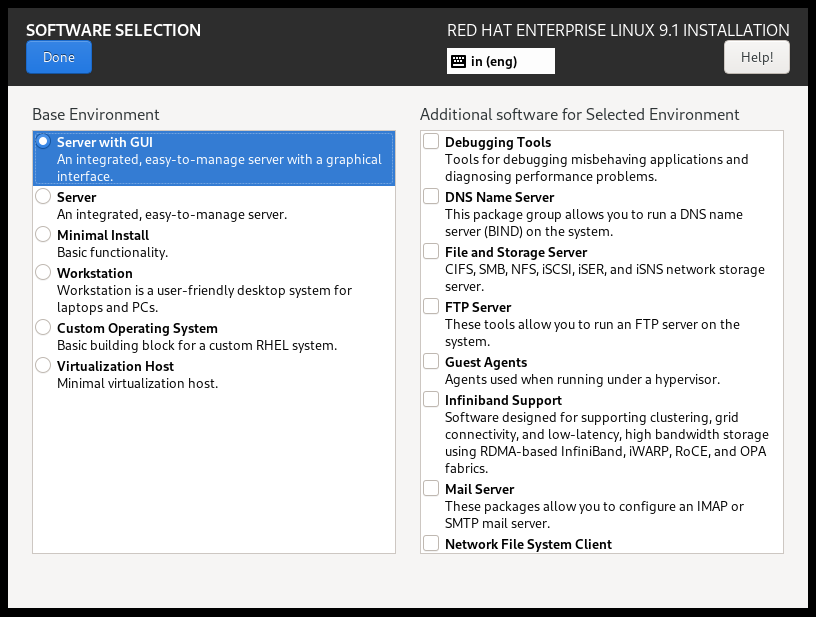 SOFTWARE SELECTION
RED HAT ENTERPRISE LINUX 9.1 INSTALLATION
Done
in (eng)
Help!
Base Environment
Server with GUI
An integrated, easy-to-manage server with a graphical
interface.
Server
An integrated, easy-to-manage server.
Minimal Install
Basic functionality.
Workstation
Workstation is a user-friendly desktop system for
laptops and PCs.
Custom Operating System
Basic building block for a custom RHEL system.
Virtualization Host
Minimal virtualization host.
Additional software for Selected Environment
Debugging Tools
Tools for debugging misbehaving applications and
diagnosing performance problems.
DNS Name Server
This package group allows you to run a DNS name
server (BIND) on the system.
File and Storage Server
CIFS, SMB, NFS, iSCSI, iSER, and iSNS network storage
server.
FTP Server
These tools allow you to run an FTP server on the
system.
Guest Agents
Agents used when running under a hypervisor.
Infiniband Support
Software designed for supporting clustering, grid
connectivity, and low-latency, high bandwidth storage
using RDMA-based InfiniBand, iWARP, RoCE, and OPA
fabrics.
Mail Server
These packages allow you to configure an IMAP or
SMTP mail server.
Network File System Client